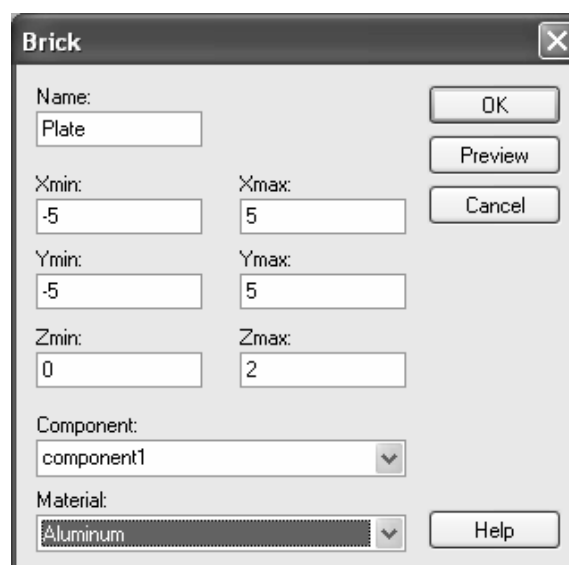 Brick
Name:
Plate
OK
Preview
Cancel
Xmin: Xmax:
-5 5
Ymin: Ymax:
-5 5
Zmin: Zmax:
0 2
Component:
component1
Material:
Aluminum
Help